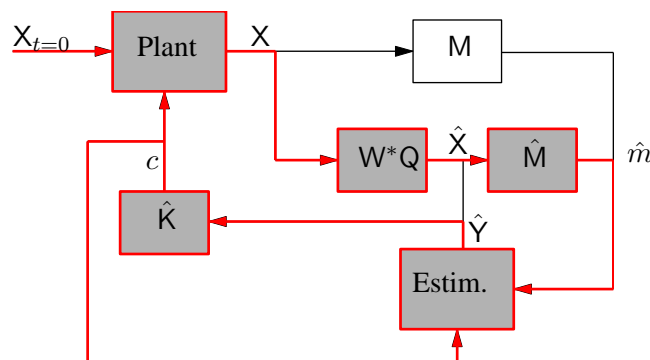 X_{t=0}
Plant
X
M
W*Q
X̂
M̂
m̂
c
K̂
Ŷ
Estim.